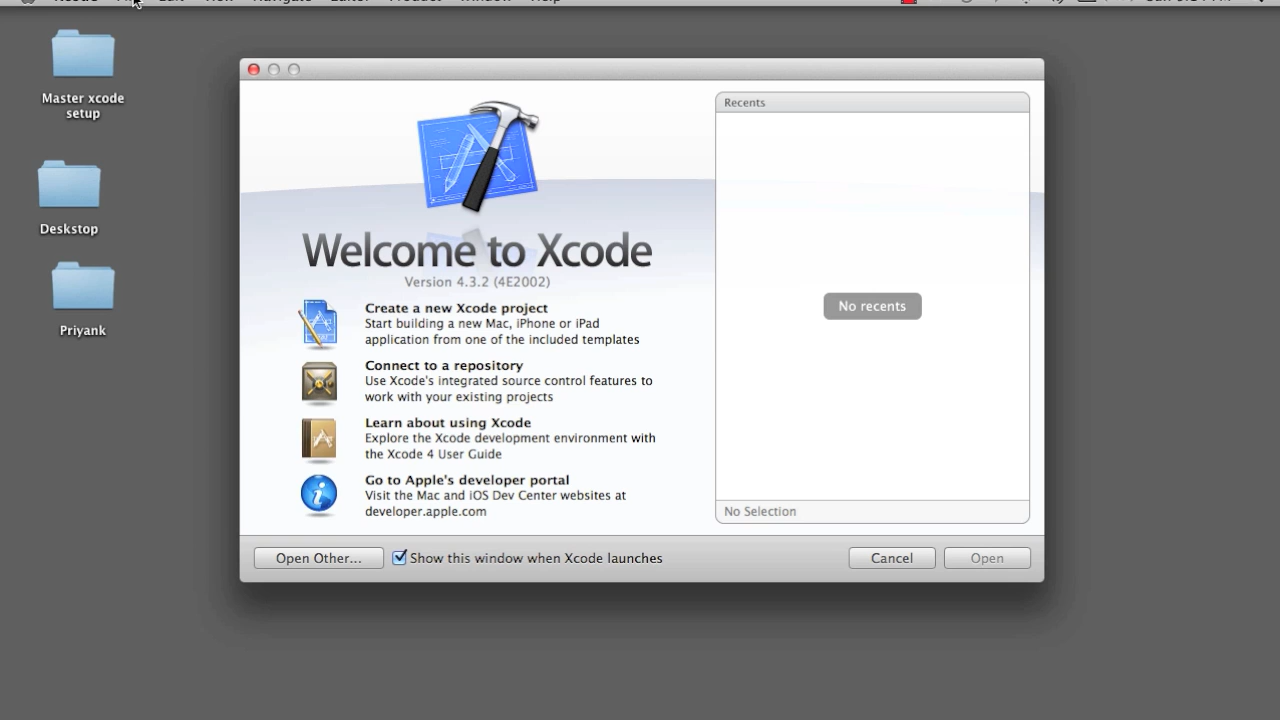 Master xcode
setup
Deskstop
Priyank
Recents
Welcome to Xcode
Version 4.3.2 (4E2002)
Create a new Xcode project
Start building a new Mac, iPhone or iPad
application from one of the included templates
Connect to a repository
Use Xcode's integrated source control features to
work with your existing projects
Learn about using Xcode
Explore the Xcode development environment with
the Xcode 4 User Guide
Go to Apple's developer portal
Visit the Mac and iOS Dev Center websites at
developer.apple.com
No recents
No Selection
Open Other...
Show this window when Xcode launches
Cancel
Open